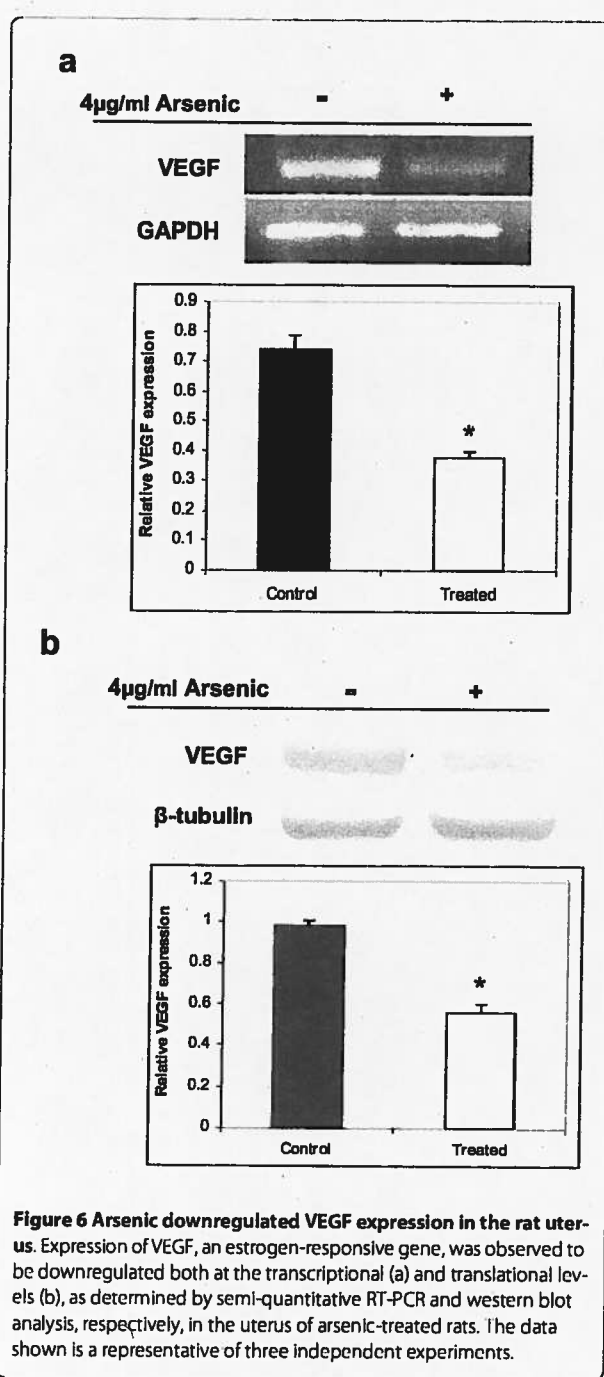 a
4µg/ml Arsenic - +
VEGF
GAPDH
0.9
0.8
0.7
0.6
0.5
0.4
0.3
0.2
0.1
0
Relative VEGF expression
*
Control Treated
b
4µg/ml Arsenic - +
VEGF
β-tubulin
1.2
1
0.8
0.6
0.4
0.2
0
Relative VEGF expression
*
Control Treated
Figure 6 Arsenic downregulated VEGF expression in the rat uter-
us. Expression of VEGF, an estrogen-responsive gene, was observed to
be downregulated both at the transcriptional (a) and translational lev-
els (b), as determined by semi-quantitative RT-PCR and western blot
analysis, respectively, in the uterus of arsenic-treated rats. The data
shown is a representative of three independent experiments.